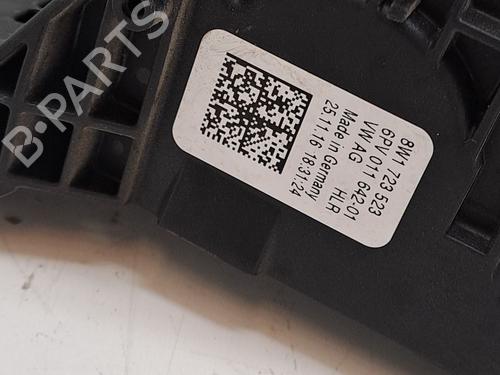 8W1 723 523
6PV 011 642-01
VW AG HLR
Made in Germany
25.11.16 18:31:24
B-PARTS